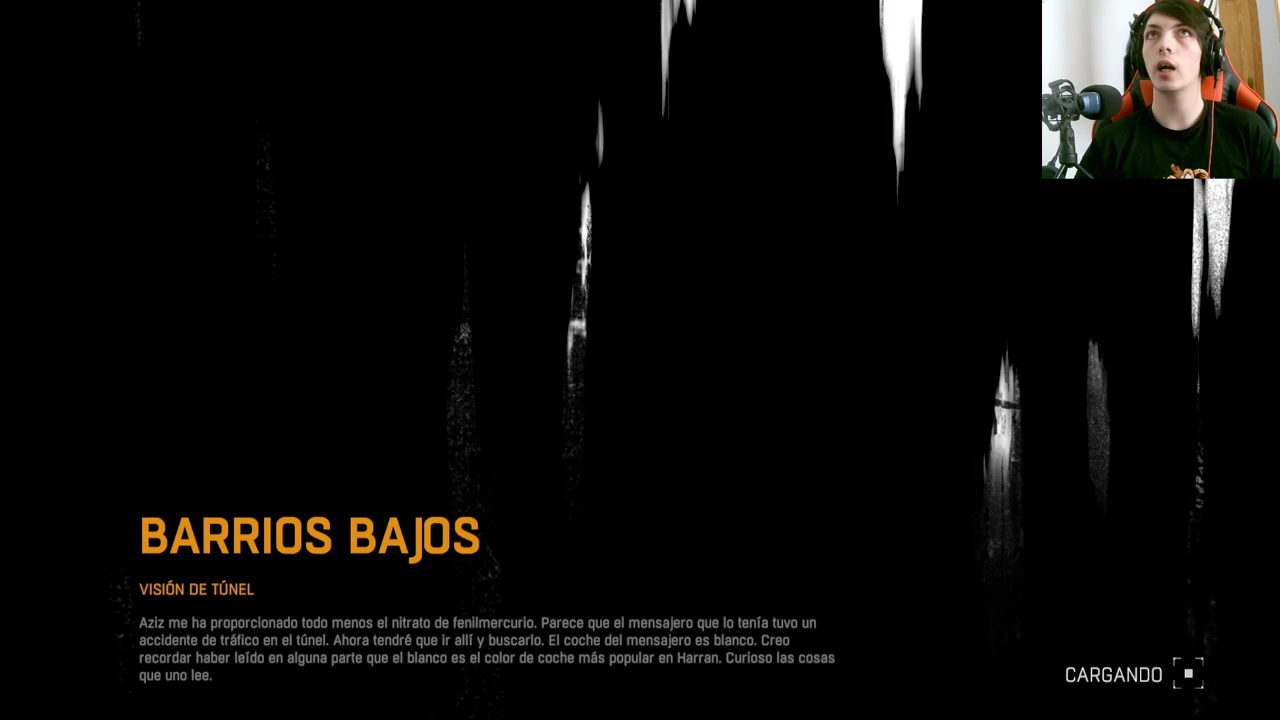 BARRIOS BAJOS
VISIÓN DE TÚNEL
Aziz me ha proporcionado todo menos el nitrato de fenilmercurio. Parece que el mensajero que lo tenía tuvo un
accidente de tráfico en el túnel. Ahora tendré que ir allí y buscarlo. El coche del mensajero es blanco. Creo
recordar haber leído en alguna parte que el blanco es el color de coche más popular en Harran. Curioso las cosas
que uno lee.
CARGANDO